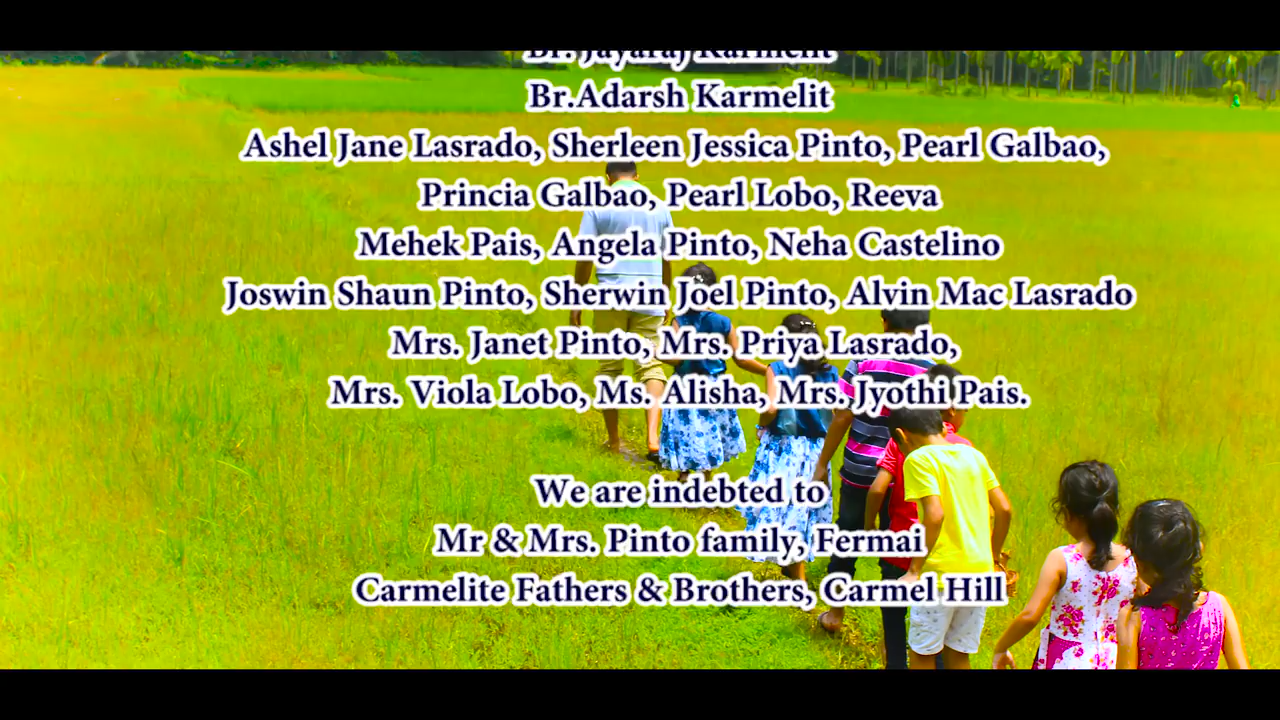 Br. Jayaraj Karmelit
Br.Adarsh Karmelit
Ashel Jane Lasrado, Sherleen Jessica Pinto, Pearl Galbao,
Princia Galbao, Pearl Lobo, Reeva
Mehek Pais, Angela Pinto, Neha Castelino
Joswin Shaun Pinto, Sherwin Joel Pinto, Alvin Mac Lasrado
Mrs. Janet Pinto, Mrs. Priya Lasrado,
Mrs. Viola Lobo, Ms. Alisha, Mrs. Jyothi Pais.
We are indebted to
Mr & Mrs. Pinto family, Fermai
Carmelite Fathers & Brothers, Carmel Hill